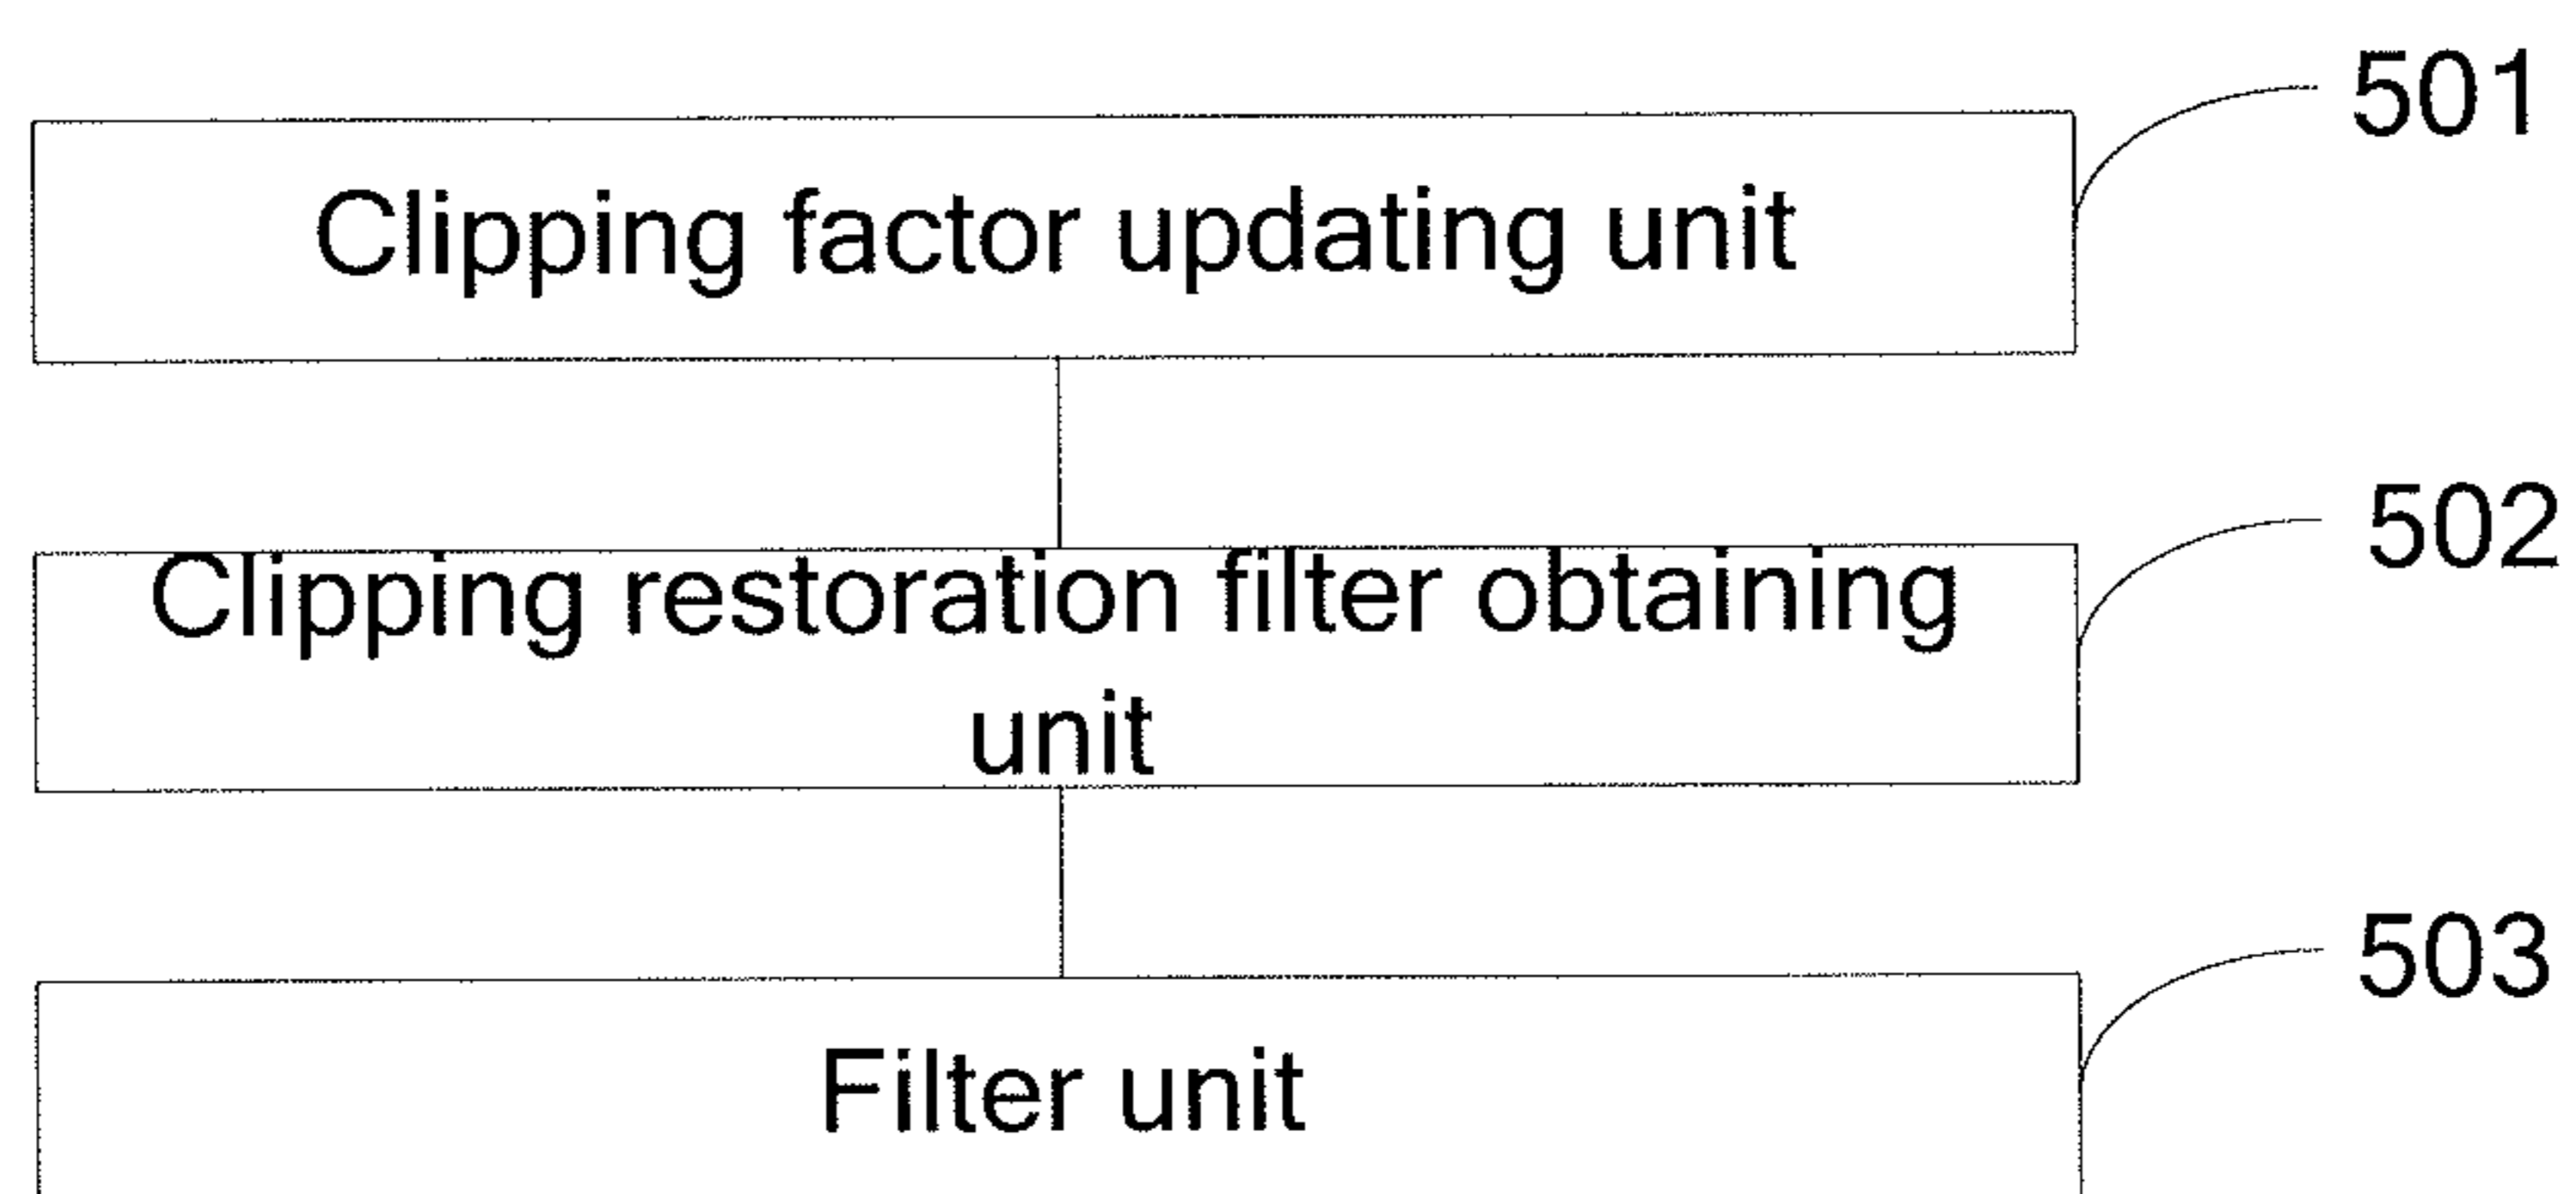 501
Clipping factor updating unit
502
Clipping restoration filter obtaining
unit
503
Filter unit